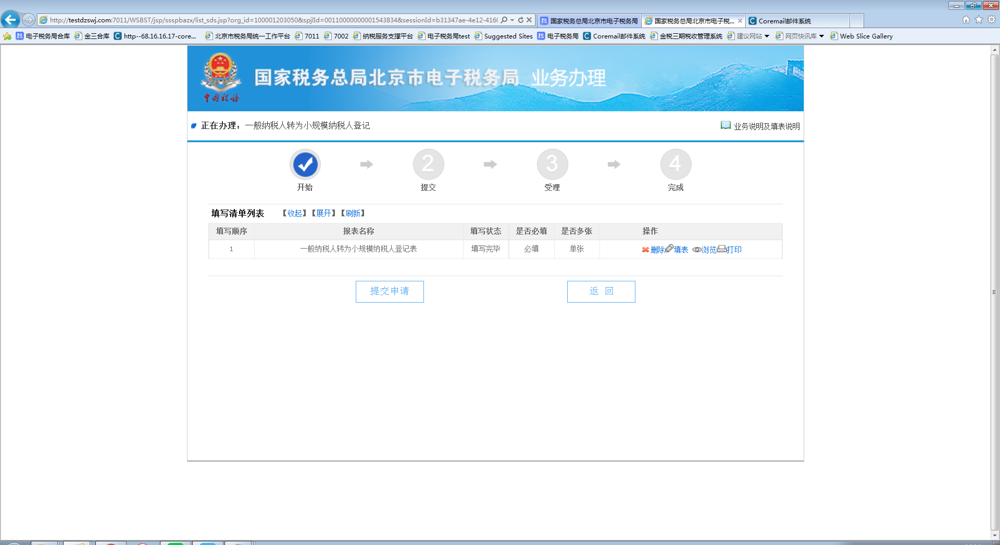 http://testdzswj.com:7011/WSBST/jsp/ssspbazx/list_sds.jsp?org_id=100001203050&spjlId=0011000000001543834&sessionId=b31347ae-4e12-416
国家税务总局北京市电子税务局
国家税务总局北京市电子税...
Coremail邮件系统
电子税务局合库 金三合库 http--68.16.16.17-core... 北京市税务局统一工作平台 7011 7002 纳税服务支撑平台 电子税务局test Suggested Sites 电子税务局 Coremail邮件系统 金税三期税收管理系统 建议网站 网页快讯库 Web Slice Gallery
国家税务总局北京市电子税务局 业务办理
中国税务
正在办理：一般纳税人转为小规模纳税人登记
业务说明及填表说明
2 3 4
开始 提交 受理 完成
填写清单列表 【收起】【展开】【刷新】
填写顺序 报表名称 填写状态 是否必填 是否多张 操作
1 一般纳税人转为小规模纳税人登记表 填写完毕 必填 单张 删除 填表 浏览 打印
提交申请 返 回